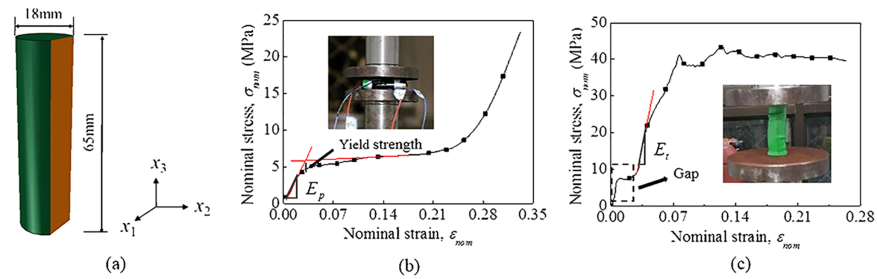 18mm
65mm
x3
x2
x1
(a)
Nominal stress, σnom (MPa)
25
20
15
10
5
0
Yield strength
Ep
0.00 0.07 0.14 0.21 0.28 0.35
Nominal strain, εnom
(b)
Nominal stress, σnom (MPa)
50
40
30
20
10
0
Et
Gap
0.00 0.07 0.14 0.21 0.28
Nominal strain, εnom
(c)